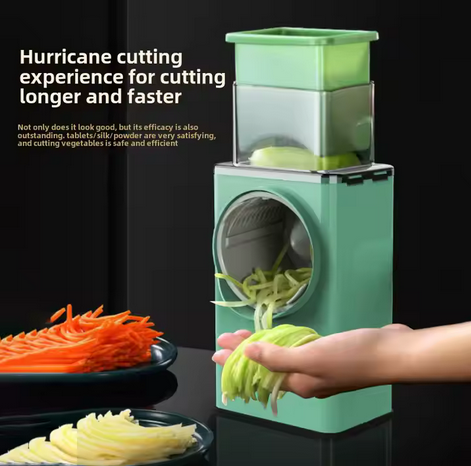 Hurricane cutting
experience for cutting
longer and faster
Not only does it look good, but its efficacy is also
outstanding. tablets/silk/powder are very satisfying,
and cutting vegetables is safe and efficient